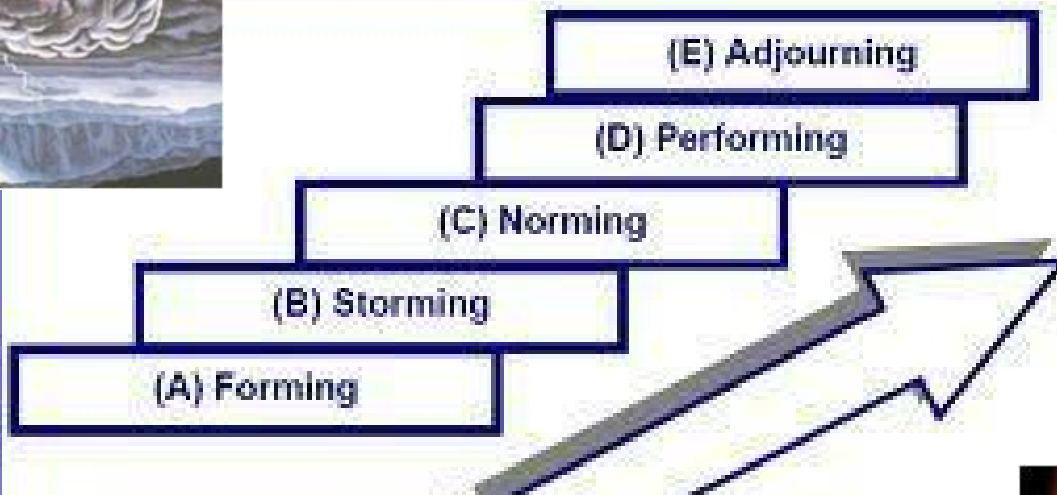 (E) Adjourning
(D) Performing
(C) Norming
(B) Storming
(A) Forming